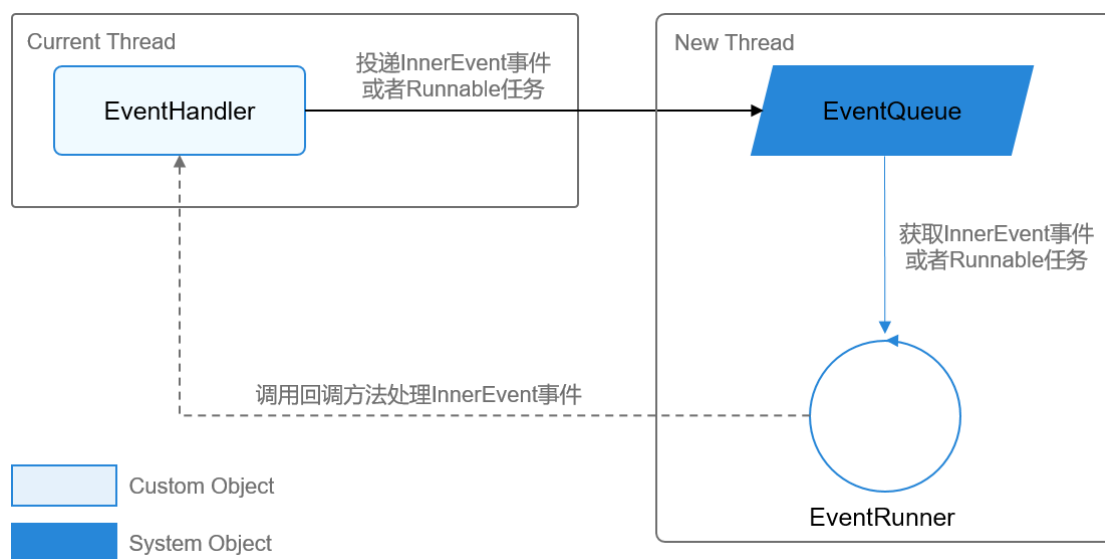 Current Thread
EventHandler
投递InnerEvent事件
或者Runnable任务
New Thread
EventQueue
获取InnerEvent事件
或者Runnable任务
调用回调方法处理InnerEvent事件
EventRunner
Custom Object
System Object